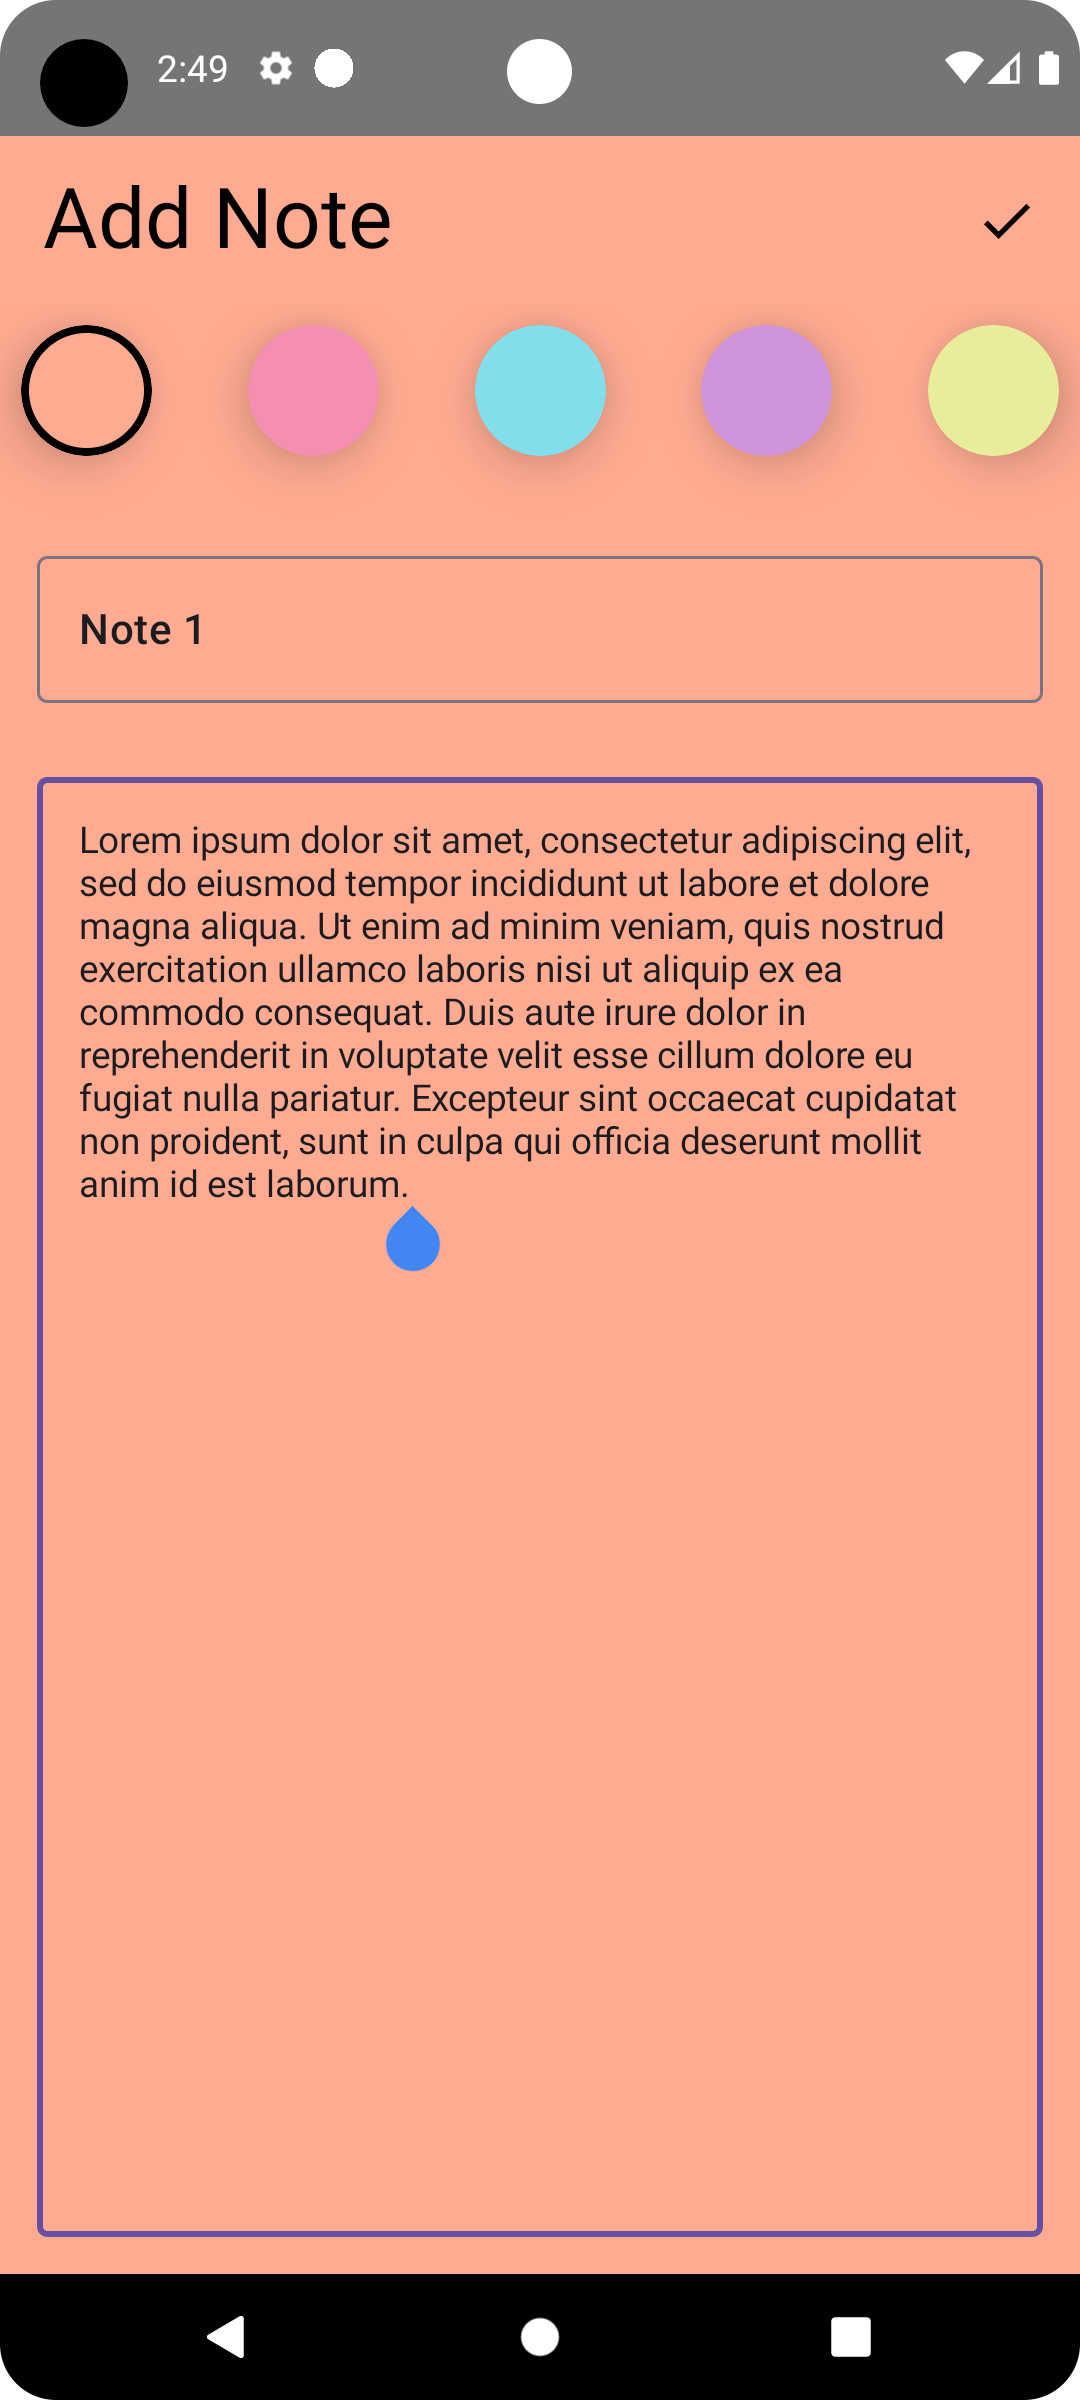 2:49
Add Note
Note 1
Lorem ipsum dolor sit amet, consectetur adipiscing elit,
sed do eiusmod tempor incididunt ut labore et dolore
magna aliqua. Ut enim ad minim veniam, quis nostrud
exercitation ullamco laboris nisi ut aliquip ex ea
commodo consequat. Duis aute irure dolor in
reprehenderit in voluptate velit esse cillum dolore eu
fugiat nulla pariatur. Excepteur sint occaecat cupidatat
non proident, sunt in culpa qui officia deserunt mollit
anim id est laborum.